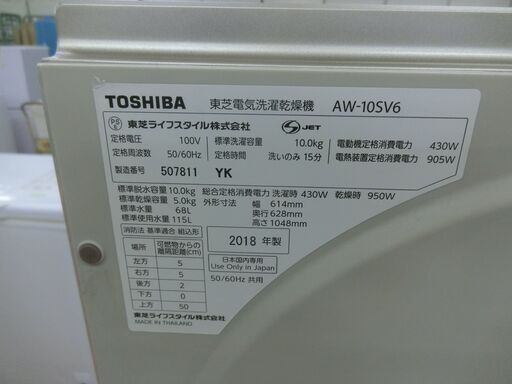 TOSHIBA 東芝電気洗濯乾燥機 AW-10SV6
PS E 東芝ライフスタイル株式会社 S JET
定格電圧 100V 標準洗濯容量 10.0kg 電動機定格消費電力 430W
定格周波数 50/60Hz 定格時間 洗いのみ 15分 電熱装置定格消費電力 905W
製造番号 507811 YK
標準脱水容量 10.0kg 総合定格消費電力 洗濯時 430W 乾燥時 950W
標準乾燥容量 5.0kg 外形寸法 幅 614mm
標準水量 68L 奥行 628mm
標準使用水量 115L 高さ 1048mm
消防法 基準適合 組込形
場所 可燃物からの離隔距離(cm)
左方 5
右方 5
後方 2
下方 0
上方 50
2018 年製
日本国内専用
Use Only in Japan
50/60Hz 共用
東芝ライフスタイル株式会社
MADE IN THAILAND